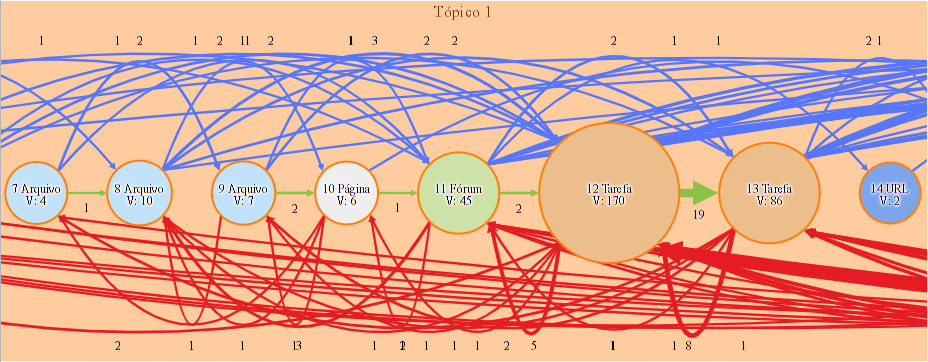 Tópico 1
1 1 2 1 2 11 2 1 3 2 2 2 1 1 2 1
7 Arquivo 8 Arquivo 9 Arquivo 10 Página 11 Fórum 12 Tarefa 13 Tarefa 14 URL
V: 4 V: 10 V: 7 V: 6 V: 45 V: 170 V: 86 V: 2
1 2 1 2 19
2 1 1 13 1 1 1 1 2 5 1 1 8 1